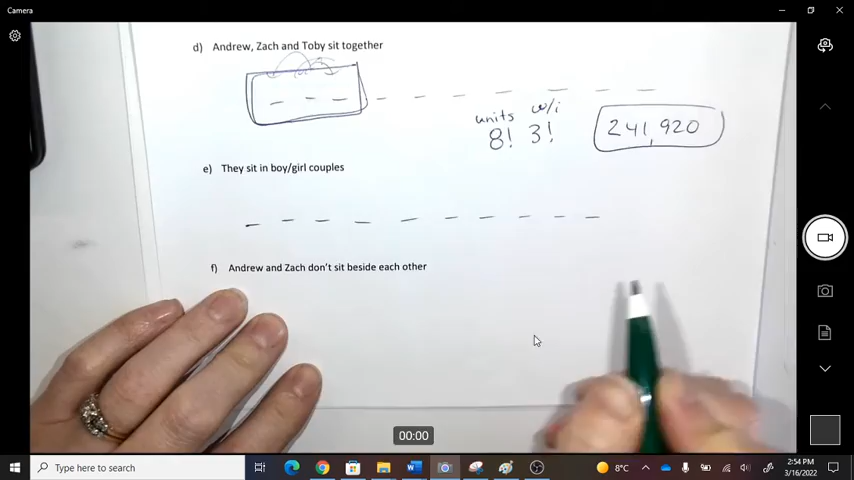 Camera
d) Andrew, Zach and Toby sit together
units w/i
8! 3! 241,920
e) They sit in boy/girl couples
f) Andrew and Zach don't sit beside each other
00:00
Type here to search
8°C
2:54 PM
3/16/2022